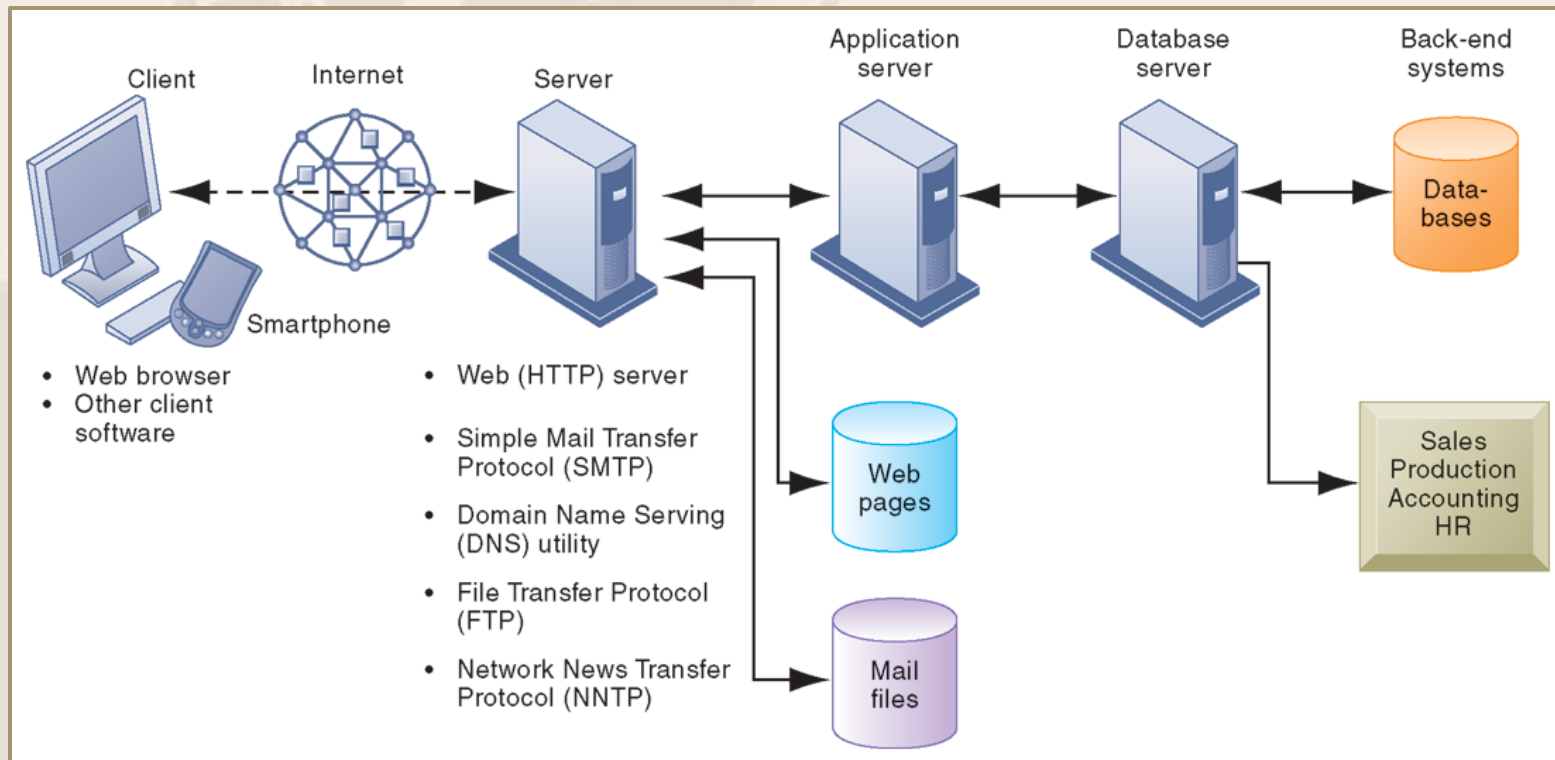 Client
Internet
Server
Application
server
Database
server
Back-end
systems
Data-
bases
Smartphone
• Web browser
• Other client
software
• Web (HTTP) server
• Simple Mail Transfer
Protocol (SMTP)
• Domain Name Serving
(DNS) utility
• File Transfer Protocol
(FTP)
• Network News Transfer
Protocol (NNTP)
Web
pages
Mail
files
Sales
Production
Accounting
HR